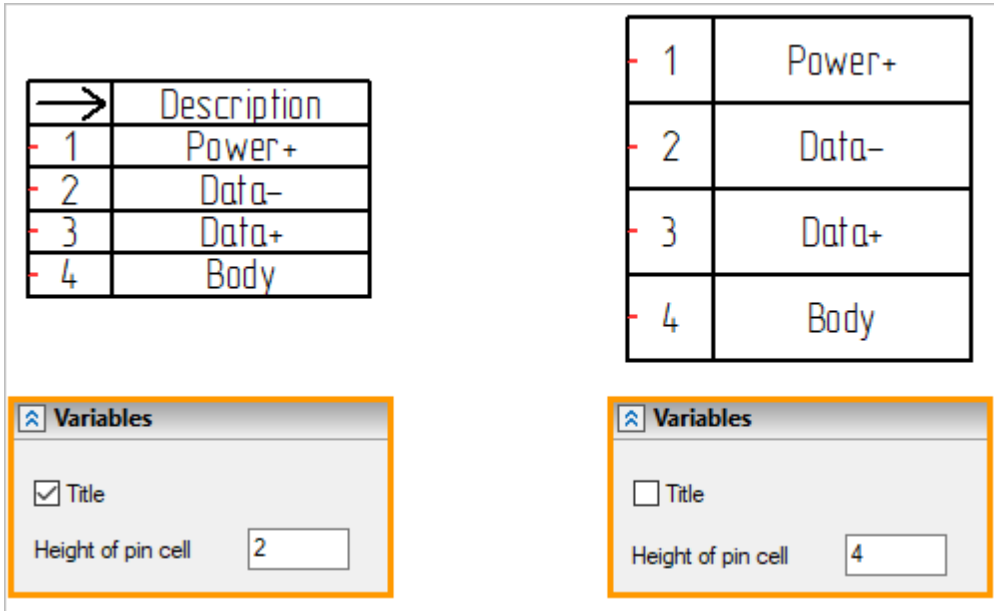 Description
1 Power+
2 Data-
3 Data+
4 Body
1 Power+
2 Data-
3 Data+
4 Body
Variables
Title
Height of pin cell 2
Variables
Title
Height of pin cell 4